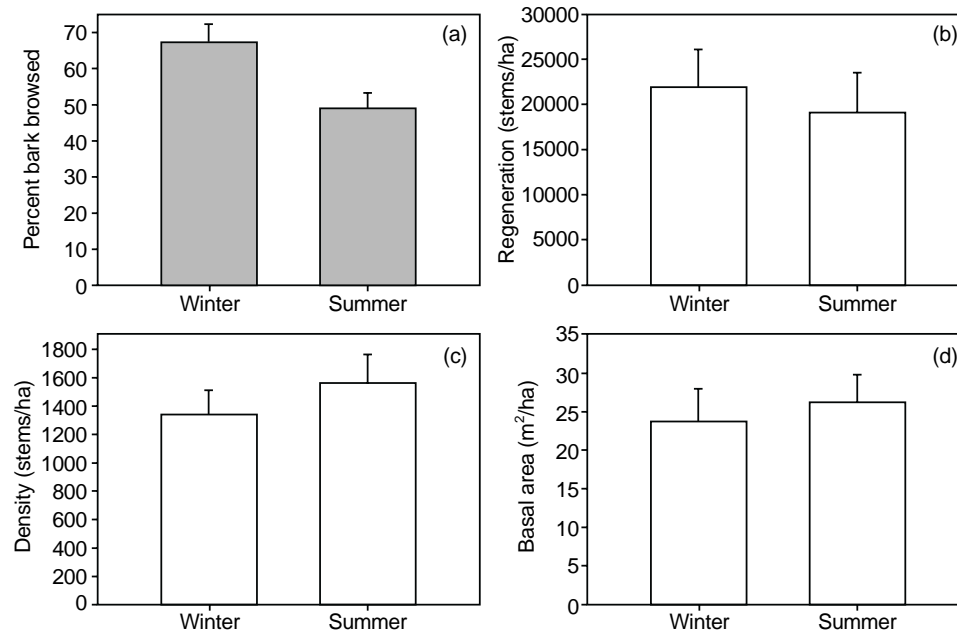 Percent bark browsed
70
60
50
40
30
20
10
0
(a)
Winter
Summer
Regeneration (stems/ha)
30000
25000
20000
15000
10000
5000
0
(b)
Winter
Summer
Density (stems/ha)
1800
1600
1400
1200
1000
800
600
400
200
0
(c)
Winter
Summer
Basal area (m²/ha)
35
30
25
20
15
10
5
0
(d)
Winter
Summer